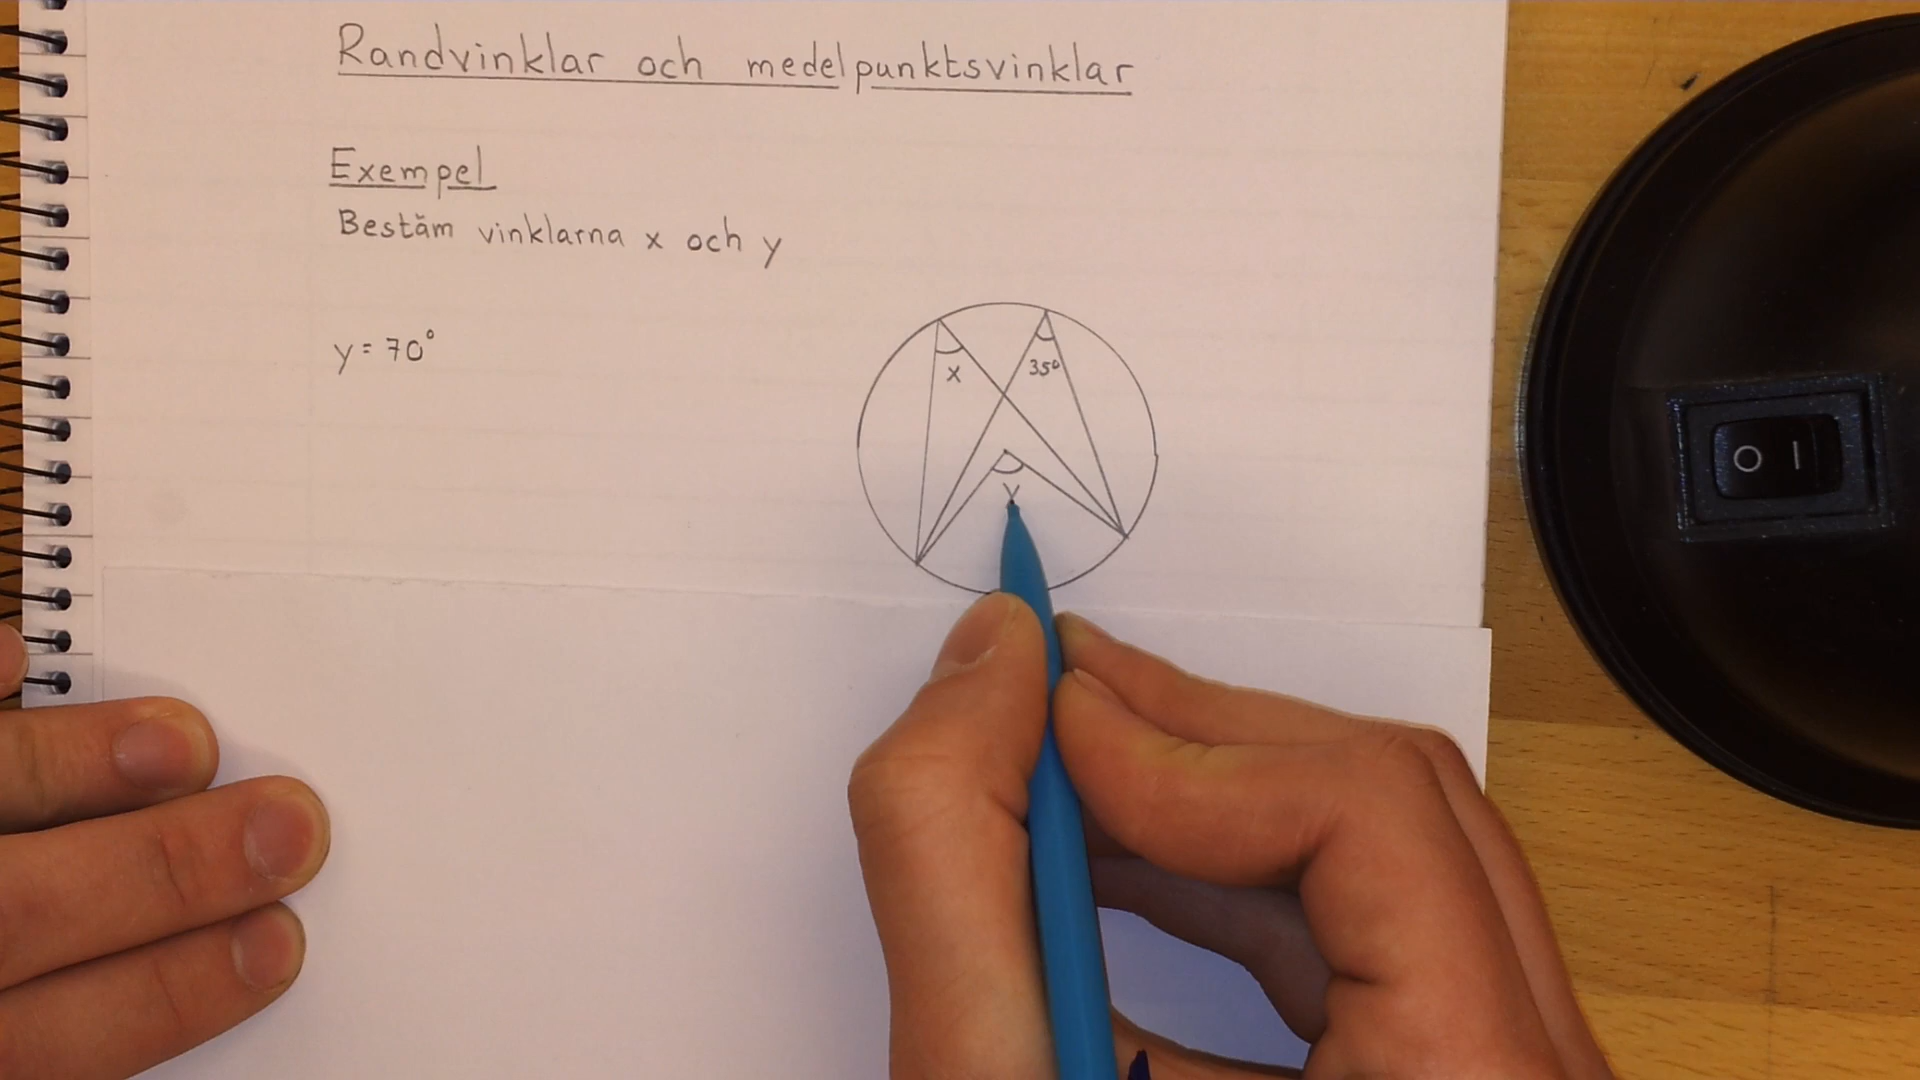 Randvinklar och medelpunktsvinklar
Exempel
Bestäm vinklarna x och y
y = 70°
x
35°
y
O I